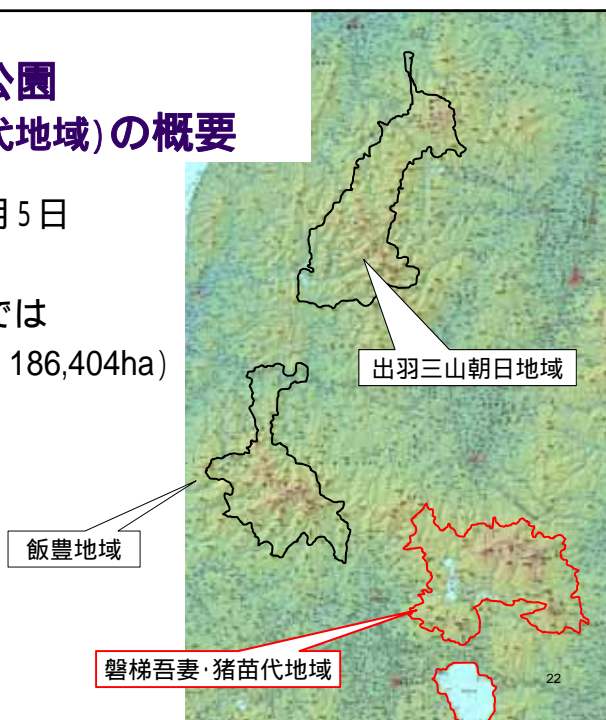 公園
代地域)の概要
月5日
では
186,404ha)
出羽三山朝日地域
飯豊地域
磐梯吾妻・猪苗代地域
22